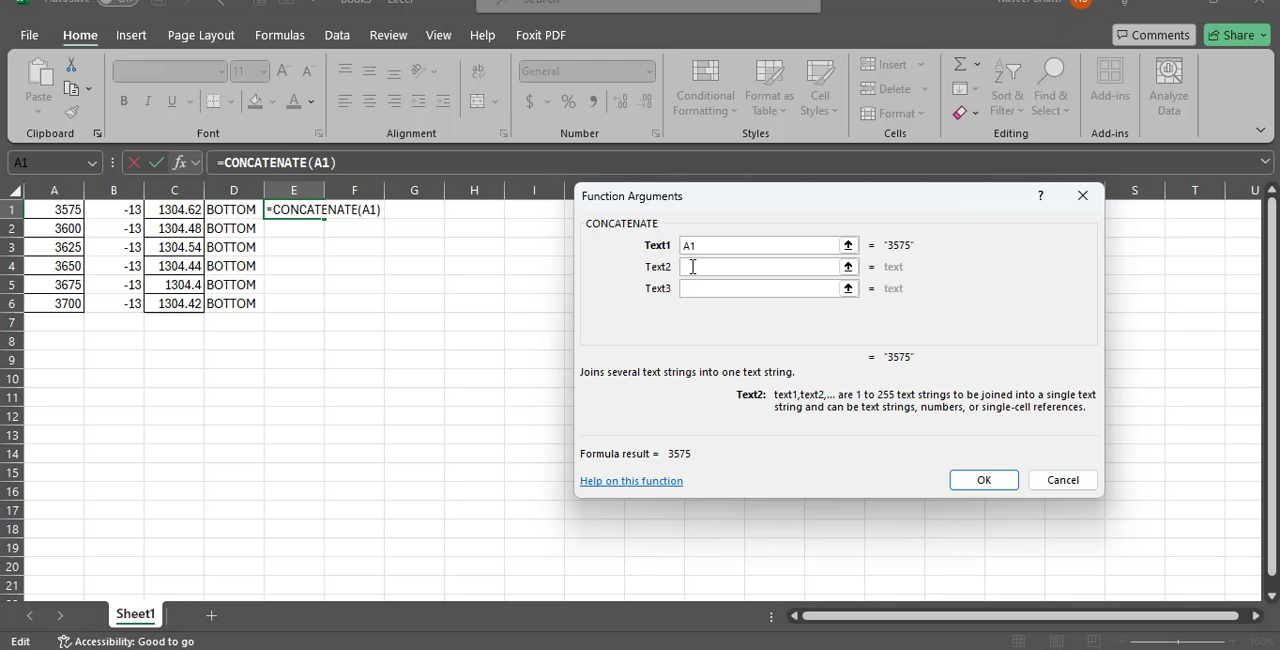 Autosave Off Book3 - Excel Search
File Home Insert Page Layout Formulas Data Review View Help Foxit PDF Comments Share
Paste 11 General Conditional Formatting Format as Table Cell Styles Insert Delete Format Sort & Filter Find & Select Add-ins Analyze Data
Clipboard Font Alignment Number Styles Cells Editing Add-ins
A1 fx =CONCATENATE(A1)
A B C D E F G H I S T U
1 3575 -13 1304.62 BOTTOM =CONCATENATE(A1)
2 3600 -13 1304.48 BOTTOM
3 3625 -13 1304.54 BOTTOM
4 3650 -13 1304.44 BOTTOM
5 3675 -13 1304.4 BOTTOM
6 3700 -13 1304.42 BOTTOM
7
8
9
10
11
12
13
14
15
16
17
18
19
20
21
Function Arguments ?
CONCATENATE
Text1 A1 = "3575"
Text2 = text
Text3 = text
= "3575"
Joins several text strings into one text string.
Text2: text1,text2,... are 1 to 255 text strings to be joined into a single text
string and can be text strings, numbers, or single-cell references.
Formula result = 3575
Help on this function OK Cancel
Sheet1
Edit Accessibility: Good to go 100%